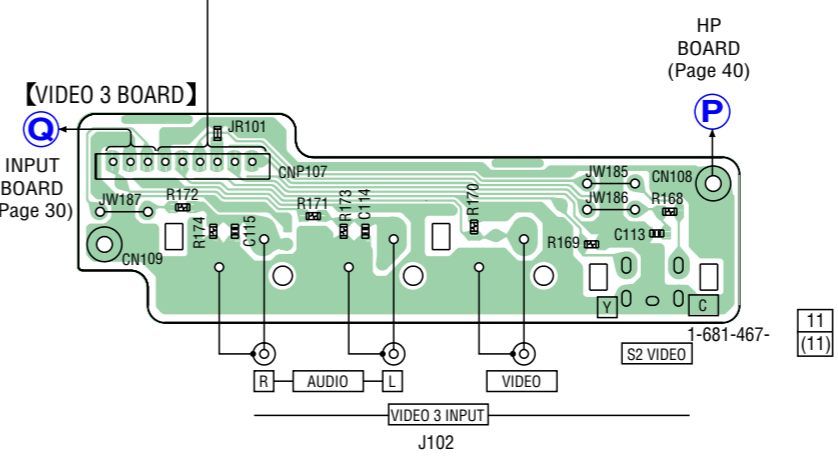 HP
BOARD
(Page 40)
P
【VIDEO 3 BOARD】
Q
INPUT
BOARD
Page 30)
JR101
CNP107
JW185
CN108
JW186
JW187
R172
R174
C115
R171
R173
C114
R170
R168
R169
C113
CN109
Y
C
1-681-467-
11
(11)
S2 VIDEO
R
AUDIO
L
VIDEO
VIDEO 3 INPUT
J102